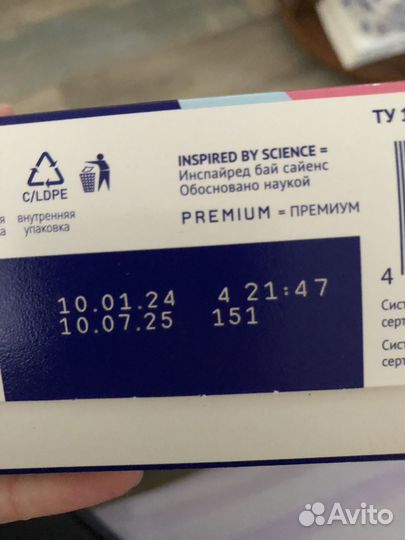 ТУ 1
INSPIRED BY SCIENCE =
Инспайред бай сайенс
Обосновано наукой
PREMIUM = ПРЕМИУМ
C/LDPE
внутренняя
упаковка
10.01.24 4 21:47
10.07.25 151
4
Сист
серт
Сис
серт
Avito